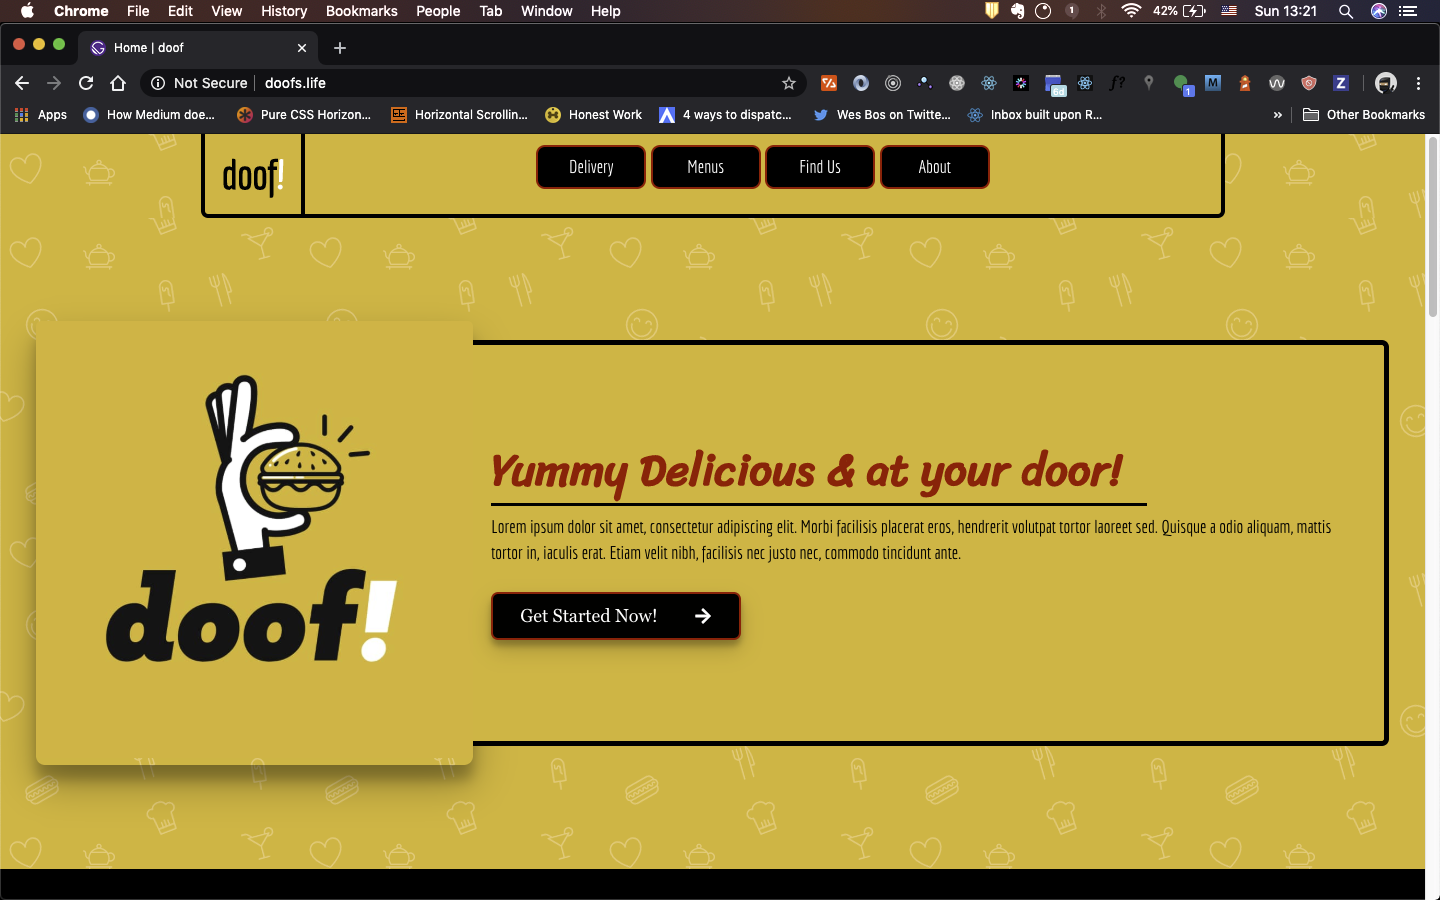 Chrome File Edit View History Bookmarks People Tab Window Help 1 42% Sun 13:21
Home | doof
Not Secure doofs.life f? 6d 1 M Z
Apps How Medium doe... Pure CSS Horizon... Horizontal Scrollin... Honest Work 4 ways to dispatc... Wes Bos on Twitte... Inbox built upon R... » Other Bookmarks
doof! Delivery Menus Find Us About
Yummy Delicious & at your door!
Lorem ipsum dolor sit amet, consectetur adipiscing elit. Morbi facilisis placerat eros, hendrerit volutpat tortor laoreet sed. Quisque a odio aliquam, mattis
tortor in, iaculis erat. Etiam velit nibh, facilisis nec justo nec, commodo tincidunt ante.
Get Started Now!
doof!